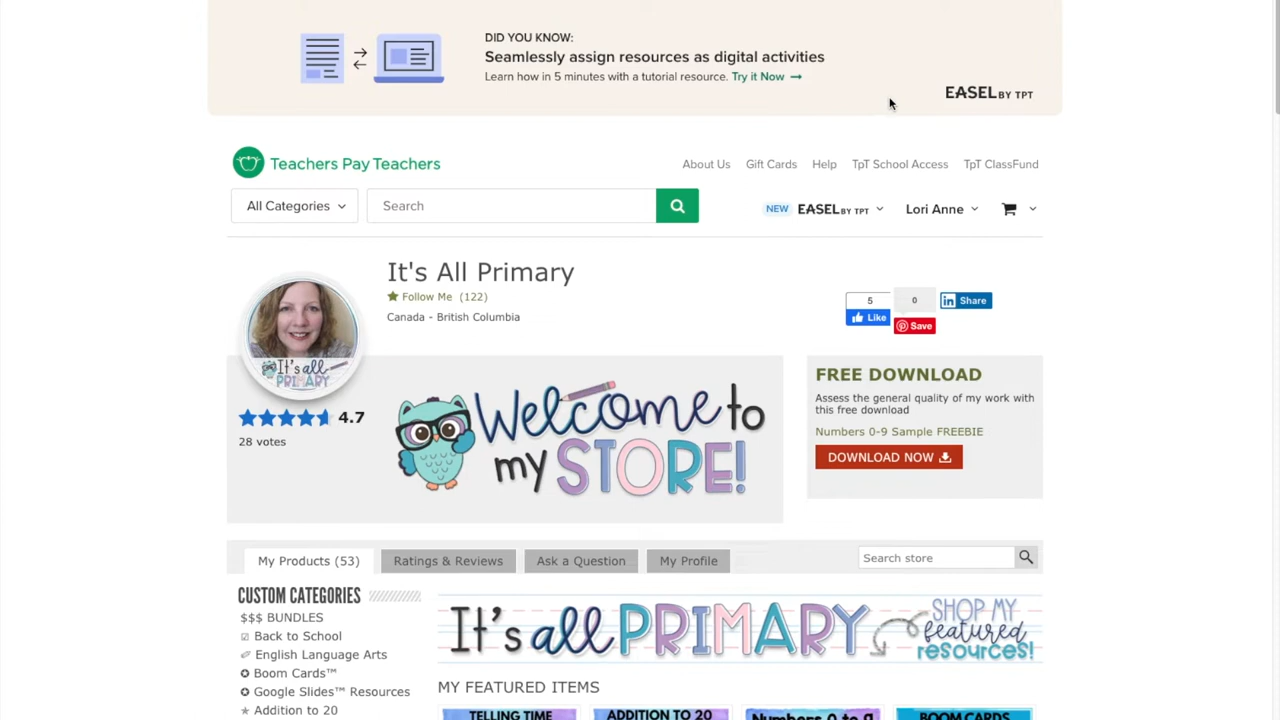 DID YOU KNOW:
Seamlessly assign resources as digital activities
Learn how in 5 minutes with a tutorial resource. Try it Now →
EASEL BY TPT
Teachers Pay Teachers
About Us Gift Cards Help TpT School Access TpT ClassFund
All Categories Search NEW EASEL BY TPT Lori Anne
It's All Primary
Follow Me (122)
Canada - British Columbia
5 0 in Share
Like Save
It's all PRIMARY
4.7
28 votes
Welcome to my STORE!
FREE DOWNLOAD
Assess the general quality of my work with
this free download
Numbers 0-9 Sample FREEBIE
DOWNLOAD NOW
My Products (53) Ratings & Reviews Ask a Question My Profile Search store
CUSTOM CATEGORIES
$$$ BUNDLES
☑ Back to School
✐ English Language Arts
✪ Boom Cards™
✪ Google Slides™ Resources
★ Addition to 20
It's all PRIMARY
SHOP MY
featured
resources!
MY FEATURED ITEMS
TELLING TIME ADDITION TO 20 Numbers 0 to 9 BOOM CARDS